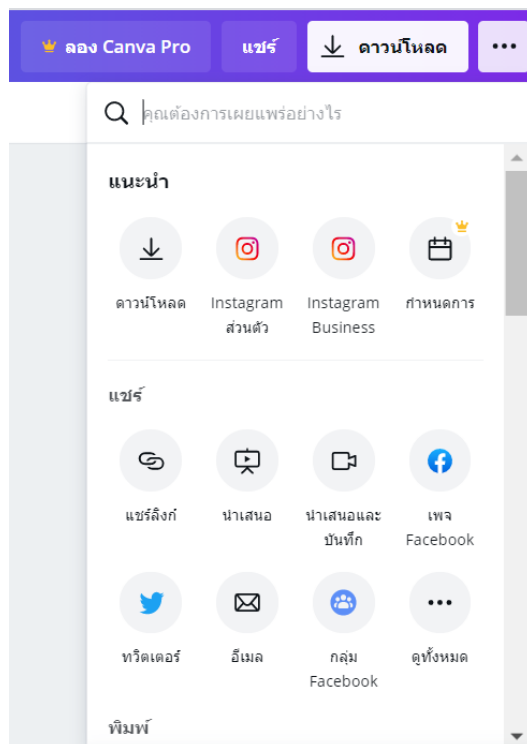 ลอง Canva Pro
แชร์
ดาวน์โหลด
คุณต้องการเผยแพร่อย่างไร
แนะนำ
ดาวน์โหลด
Instagram
ส่วนตัว
Instagram
Business
กำหนดการ
แชร์
แชร์ลิงก์
นำเสนอ
นำเสนอและ
บันทึก
เพจ
Facebook
ทวิตเตอร์
อีเมล
กลุ่ม
Facebook
ดูทั้งหมด
พิมพ์